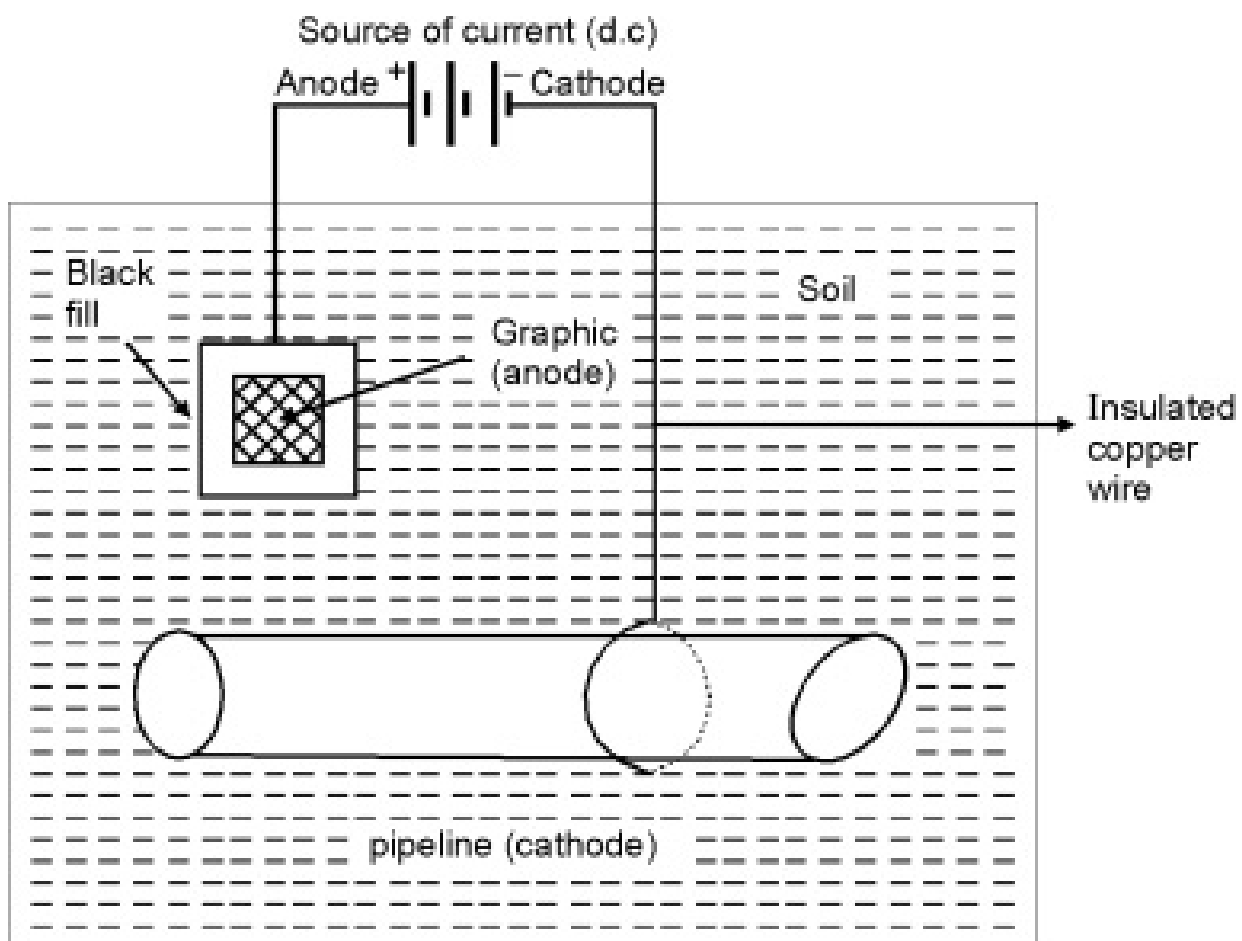 Source of current (d.c)
Anode + – Cathode
Black
fill
Soil
Graphic
(anode)
Insulated
copper
wire
pipeline (cathode)